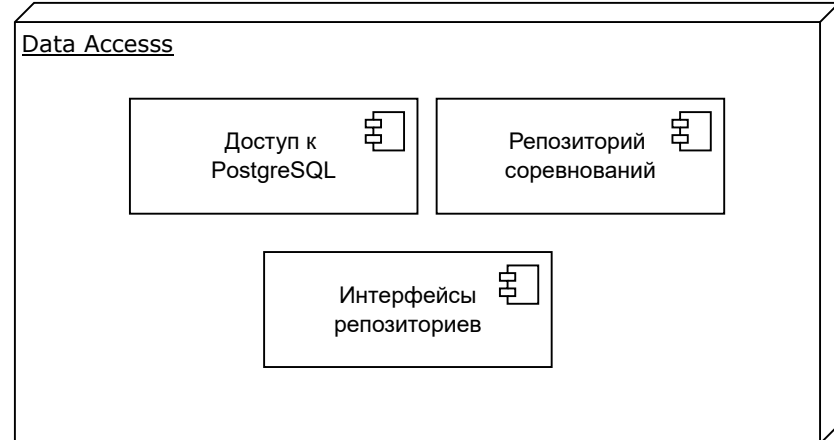 Data Accesss
Доступ к
PostgreSQL
Репозиторий
соревнований
Интерфейсы
репозиториев